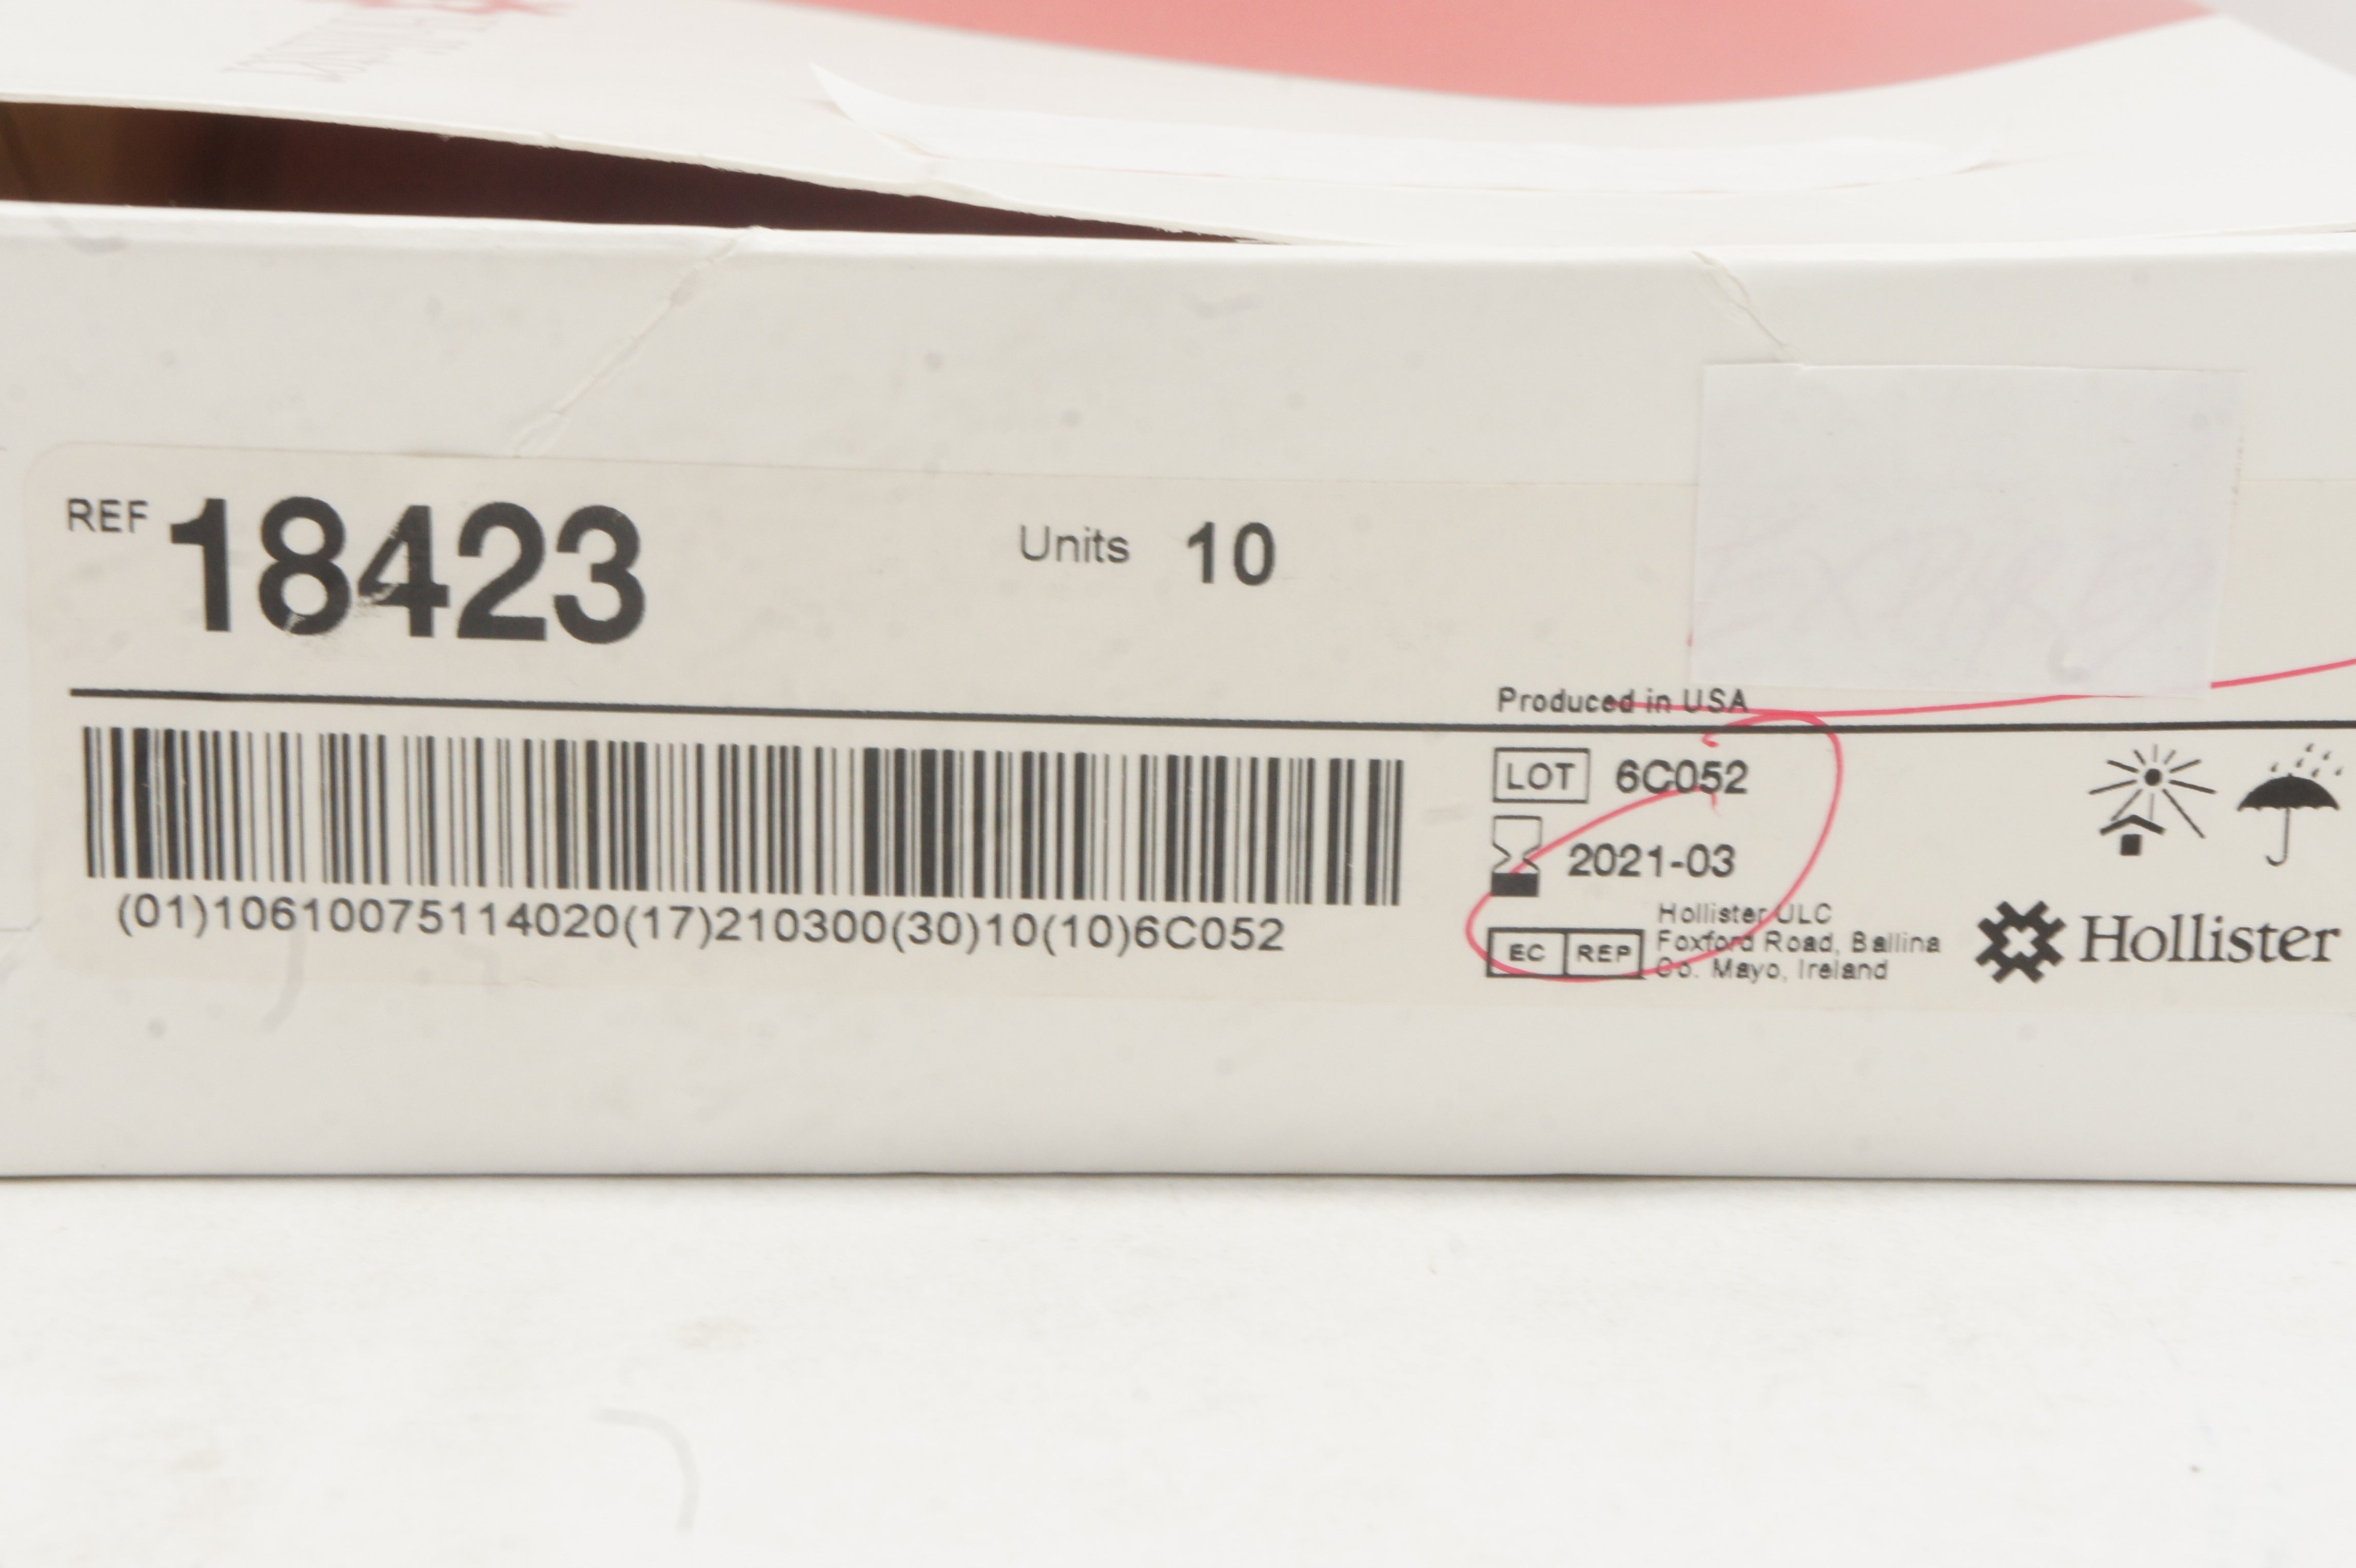 REF 18423 Units 10
Produced in USA
LOT 6C052
2021-03
(01)10610075114020(17)210300(30)10(10)6C052
EC REP
Hollister ULC
Foxford Road, Ballina
Co. Mayo, Ireland
Hollister